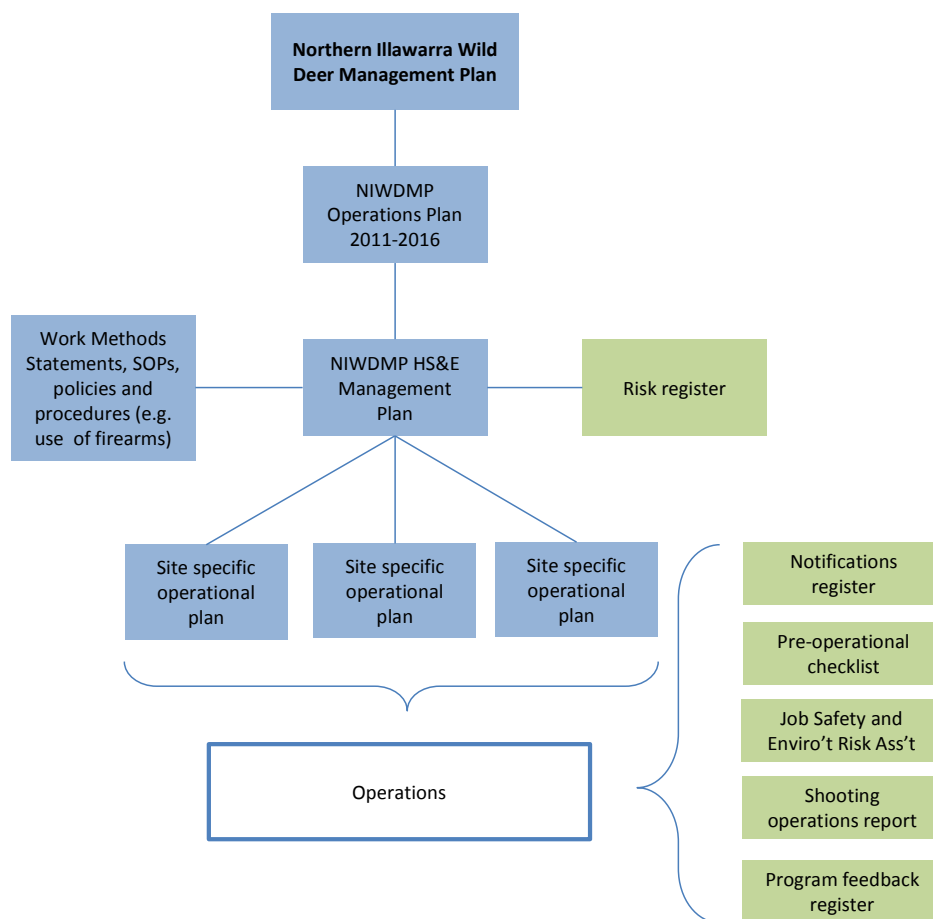 Northern Illawarra Wild
Deer Management Plan
NIWDMP
Operations Plan
2011-2016
Work Methods
Statements, SOPs,
policies and
procedures (e.g.
use of firearms)
NIWDMP HS&E
Management
Plan
Risk register
Site specific
operational
plan
Site specific
operational
plan
Site specific
operational
plan
Notifications
register
Pre-operational
checklist
Job Safety and
Enviro’t Risk Ass’t
Shooting
operations report
Program feedback
register
Operations